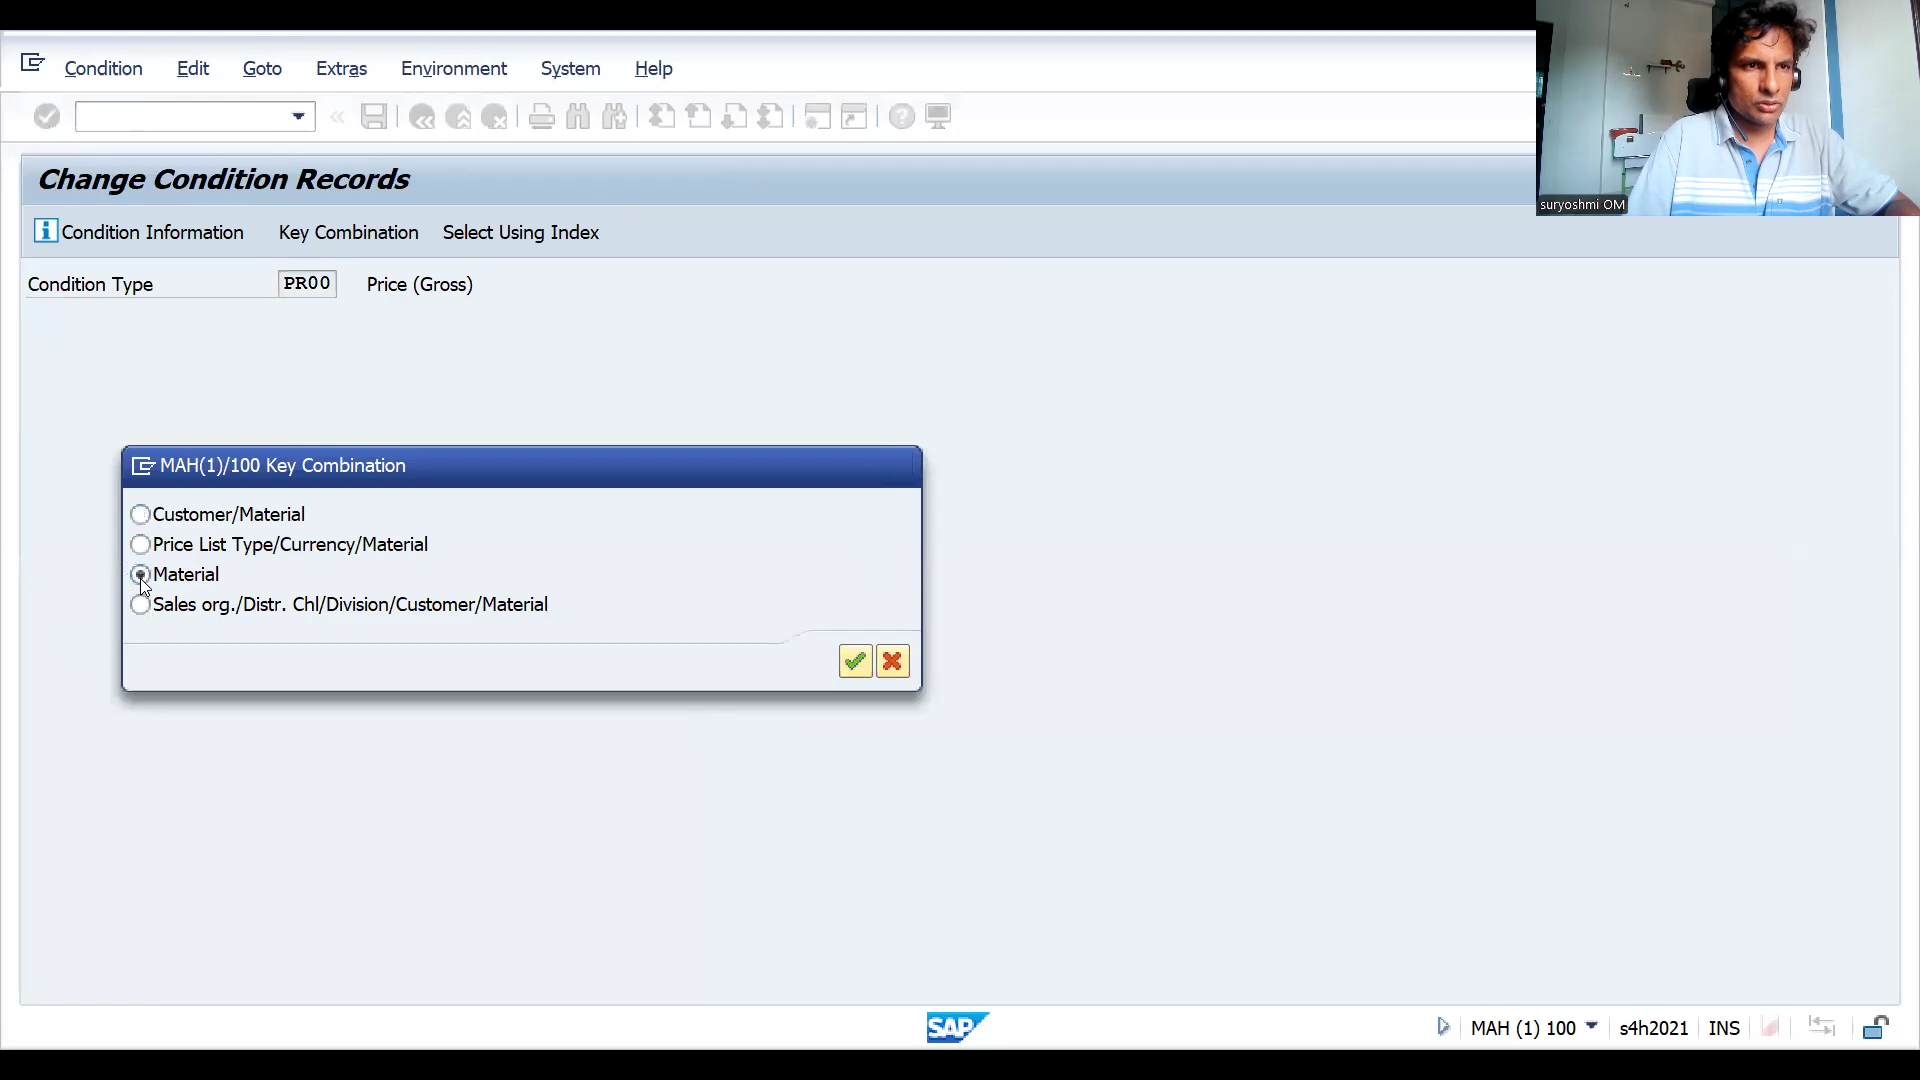 Condition Edit Goto Extras Environment System Help
Change Condition Records
Condition Information Key Combination Select Using Index
Condition Type PR00 Price (Gross)
MAH(1)/100 Key Combination
Customer/Material
Price List Type/Currency/Material
Material
Sales org./Distr. Chl/Division/Customer/Material
suryoshmi OM
SAP
MAH (1) 100 s4h2021 INS